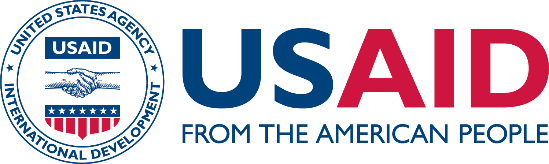 UNITED STATES AGENCY
USAID
INTERNATIONAL DEVELOPMENT
USAID
FROM THE AMERICAN PEOPLE